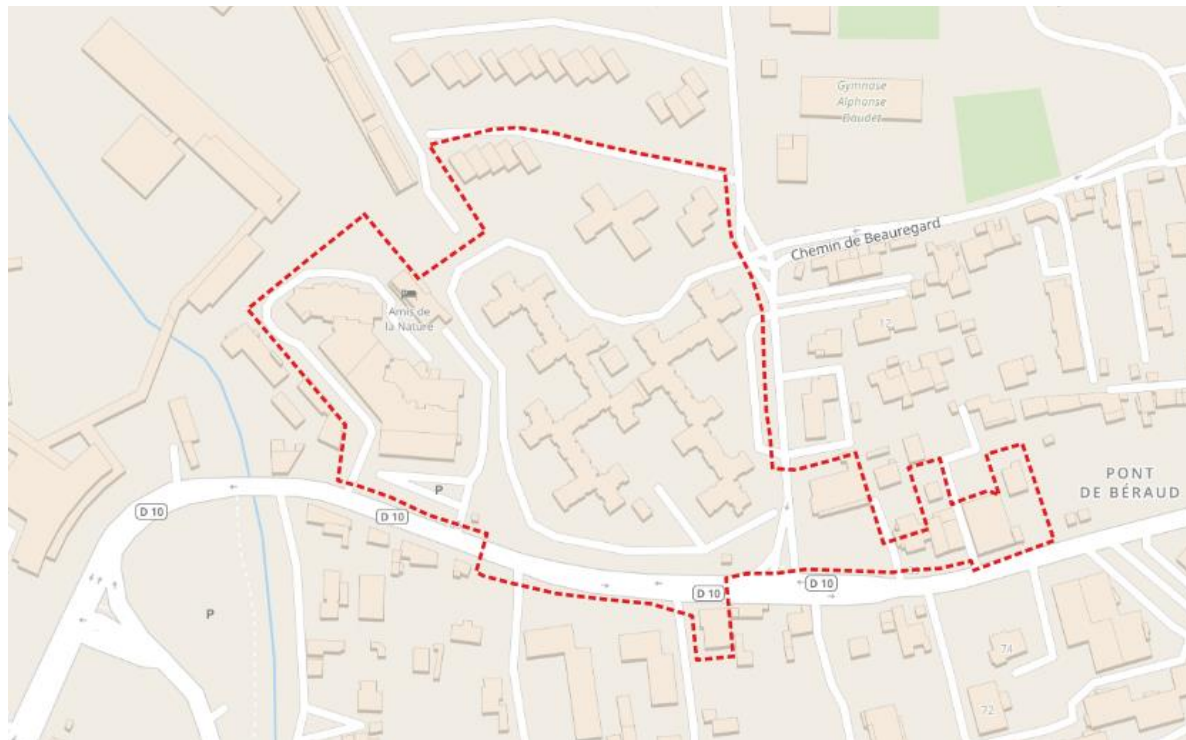 Gymnase
Alphonse
Daudet
Chemin de Beauregard
Amis de
la Nature
12
P
D 10
D 10
PONT
DE BÉRAUD
D 10
D 10
P
74
72